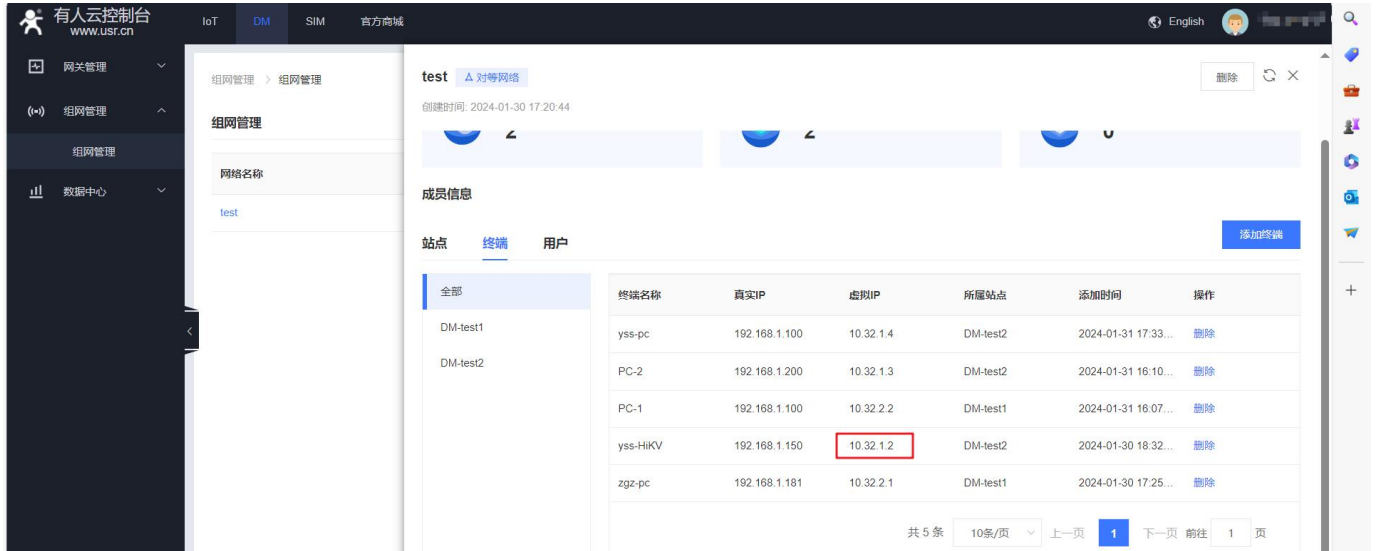 有人云控制台
www.usr.cn
IoT DM SIM 官方商城
English
网关管理
组网管理
组网管理
数据中心
组网管理 > 组网管理
组网管理
网络名称
test
test 对等网络
删除
创建时间: 2024-01-30 17:20:44
2 2 0
成员信息
站点 终端 用户
添加终端
全部
DM-test1
DM-test2
终端名称 真实IP 虚拟IP 所属站点 添加时间 操作
yss-pc 192.168.1.100 10.32.1.4 DM-test2 2024-01-31 17:33... 删除
PC-2 192.168.1.200 10.32.1.3 DM-test2 2024-01-31 16:10... 删除
PC-1 192.168.1.100 10.32.2.2 DM-test1 2024-01-31 16:07... 删除
yss-HiKV 192.168.1.150 10.32.1.2 DM-test2 2024-01-30 18:32... 删除
zgz-pc 192.168.1.181 10.32.2.1 DM-test1 2024-01-30 17:25... 删除
共 5 条 10条/页 上一页 1 下一页 前往 1 页